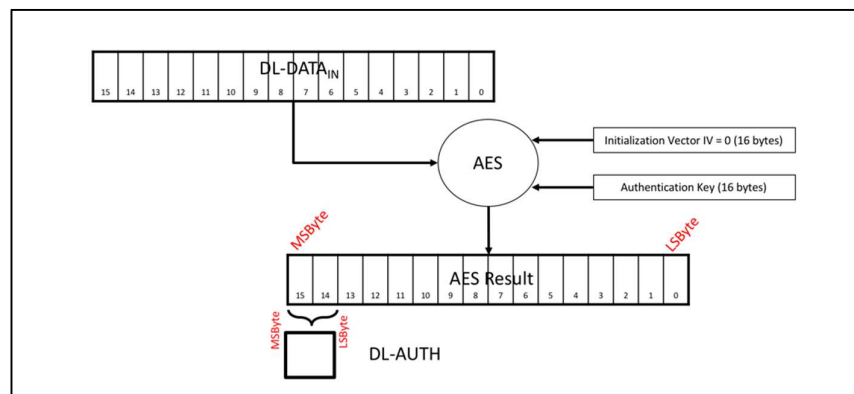 DL-DATAIN
15 14 13 12 11 10 9 8 7 6 5 4 3 2 1 0
AES
Initialization Vector IV = 0 (16 bytes)
Authentication Key (16 bytes)
MSByte
LSByte
AES Result
15 14 13 12 11 10 9 8 7 6 5 4 3 2 1 0
MSByte
LSByte
DL-AUTH